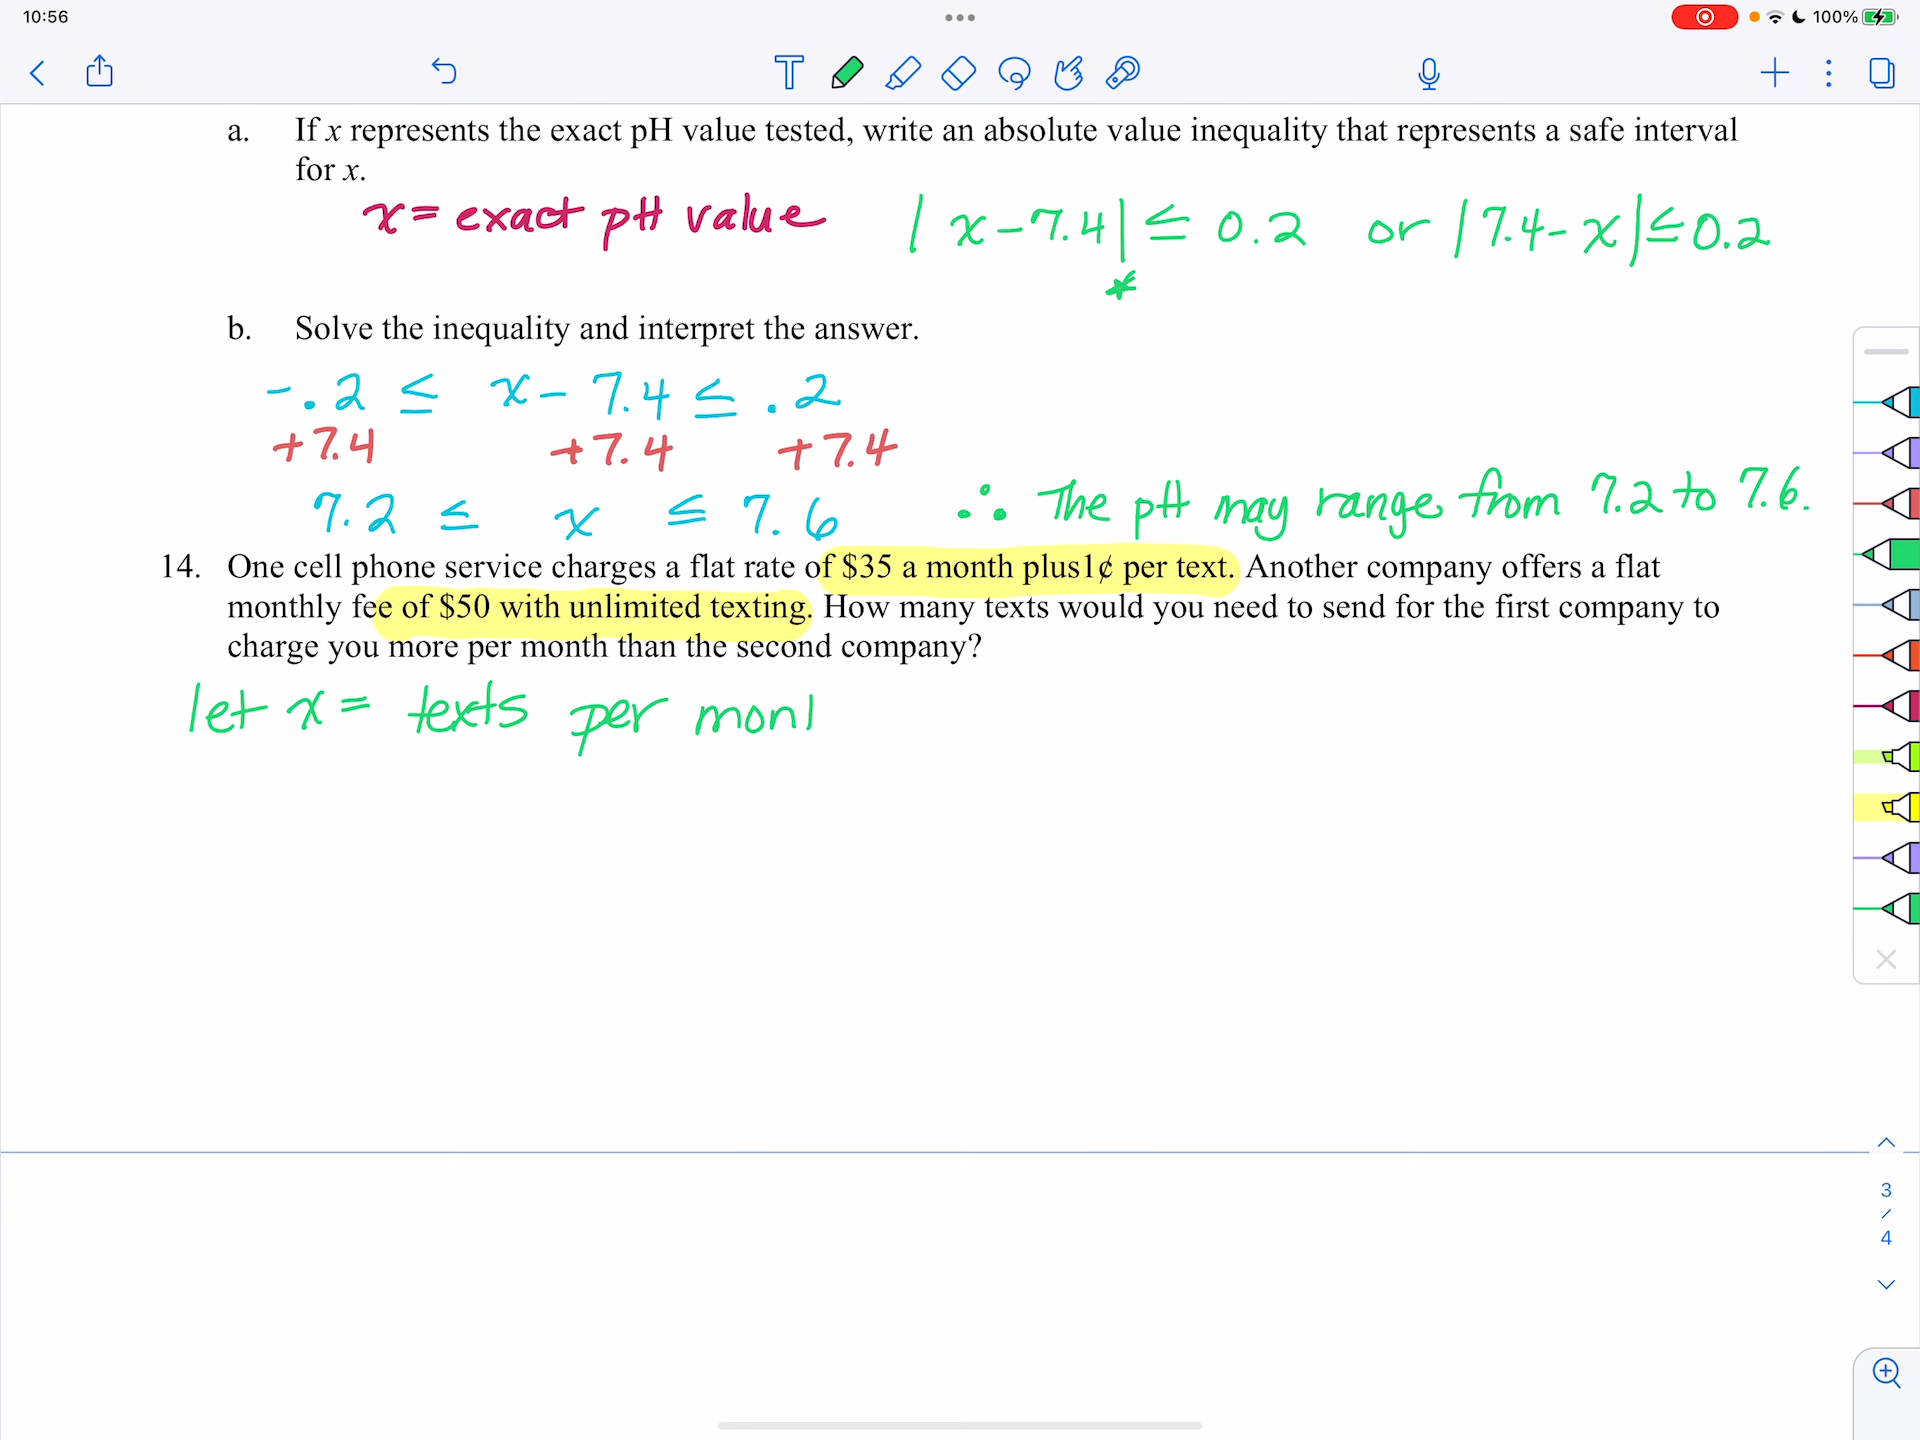 10:56
100%
a. If x represents the exact pH value tested, write an absolute value inequality that represents a safe interval
for x.
x = exact pH value | x - 7.4 | ≤ 0.2 or | 7.4 - x | ≤ 0.2
*
b. Solve the inequality and interpret the answer.
-.2 ≤ x - 7.4 ≤ .2
+7.4 +7.4 +7.4
7.2 ≤ x ≤ 7.6 ∴ The pH may range from 7.2 to 7.6.
14. One cell phone service charges a flat rate of $35 a month plus1¢ per text. Another company offers a flat
monthly fee of $50 with unlimited texting. How many texts would you need to send for the first company to
charge you more per month than the second company?
let x = texts per monl
3
/
4